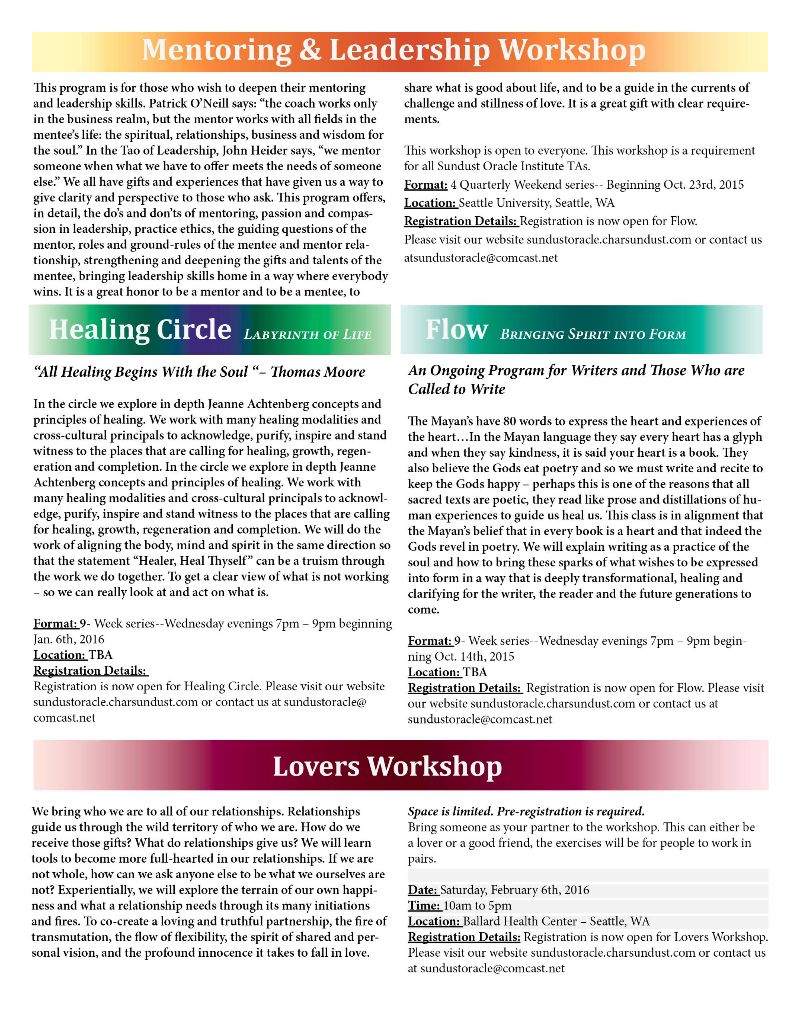 Mentoring & Leadership Workshop
This program is for those who wish to deepen their mentoring
and leadership skills. Patrick O’Neill says: “the coach works only
in the business realm, but the mentor works with all fields in the
mentee’s life: the spiritual, relationships, business and wisdom for
the soul.” In the Tao of Leadership, John Heider says, “we mentor
someone when what we have to offer meets the needs of someone
else.” We all have gifts and experiences that have given us a way to
give clarity and perspective to those who ask. This program offers,
in detail, the do’s and don’ts of mentoring, passion and compas-
sion in leadership, practice ethics, the guiding questions of the
mentor, roles and ground-rules of the mentee and mentor rela-
tionship, strengthening and deepening the gifts and talents of the
mentee, bringing leadership skills home in a way where everybody
wins. It is a great honor to be a mentor and to be a mentee, to
share what is good about life, and to be a guide in the currents of
challenge and stillness of love. It is a great gift with clear require-
ments.
This workshop is open to everyone. This workshop is a requirement
for all Sundust Oracle Institute TAs.
Format: 4 Quarterly Weekend series-- Beginning Oct. 23rd, 2015
Location: Seattle University, Seattle, WA
Registration Details: Registration is now open for Flow.
Please visit our website sundustoracle.charsundust.com or contact us
atsundustoracle@comcast.net
Healing Circle Labyrinth of Life
“All Healing Begins With the Soul “– Thomas Moore
In the circle we explore in depth Jeanne Achtenberg concepts and
principles of healing. We work with many healing modalities and
cross-cultural principals to acknowledge, purify, inspire and stand
witness to the places that are calling for healing, growth, regen-
eration and completion. In the circle we explore in depth Jeanne
Achtenberg concepts and principles of healing. We work with
many healing modalities and cross-cultural principals to acknowl-
edge, purify, inspire and stand witness to the places that are calling
for healing, growth, regeneration and completion. We will do the
work of aligning the body, mind and spirit in the same direction so
that the statement “Healer, Heal Thyself” can be a truism through
the work we do together. To get a clear view of what is not working
– so we can really look at and act on what is.
Format: 9- Week series--Wednesday evenings 7pm – 9pm beginning
Jan. 6th, 2016
Location: TBA
Registration Details:
Registration is now open for Healing Circle. Please visit our website
sundustoracle.charsundust.com or contact us at sundustoracle@
comcast.net
Flow Bringing Spirit into Form
An Ongoing Program for Writers and Those Who are
Called to Write
The Mayan’s have 80 words to express the heart and experiences of
the heart…In the Mayan language they say every heart has a glyph
and when they say kindness, it is said your heart is a book. They
also believe the Gods eat poetry and so we must write and recite to
keep the Gods happy – perhaps this is one of the reasons that all
sacred texts are poetic, they read like prose and distillations of hu-
man experiences to guide us heal us. This class is in alignment that
the Mayan’s belief that in every book is a heart and that indeed the
Gods revel in poetry. We will explain writing as a practice of the
soul and how to bring these sparks of what wishes to be expressed
into form in a way that is deeply transformational, healing and
clarifying for the writer, the reader and the future generations to
come.
Format: 9- Week series--Wednesday evenings 7pm – 9pm begin-
ning Oct. 14th, 2015
Location: TBA
Registration Details: Registration is now open for Flow. Please visit
our website sundustoracle.charsundust.com or contact us at
sundustoracle@comcast.net
Lovers Workshop
We bring who we are to all of our relationships. Relationships
guide us through the wild territory of who we are. How do we
receive those gifts? What do relationships give us? We will learn
tools to become more full-hearted in our relationships. If we are
not whole, how can we ask anyone else to be what we ourselves are
not? Experientially, we will explore the terrain of our own happi-
ness and what a relationship needs through its many initiations
and fires. To co-create a loving and truthful partnership, the fire of
transmutation, the flow of flexibility, the spirit of shared and per-
sonal vision, and the profound innocence it takes to fall in love.
Space is limited. Pre-registration is required.
Bring someone as your partner to the workshop. This can either be
a lover or a good friend, the exercises will be for people to work in
pairs.
Date: Saturday, February 6th, 2016
Time: 10am to 5pm
Location: Ballard Health Center – Seattle, WA
Registration Details: Registration is now open for Lovers Workshop.
Please visit our website sundustoracle.charsundust.com or contact us
at sundustoracle@comcast.net